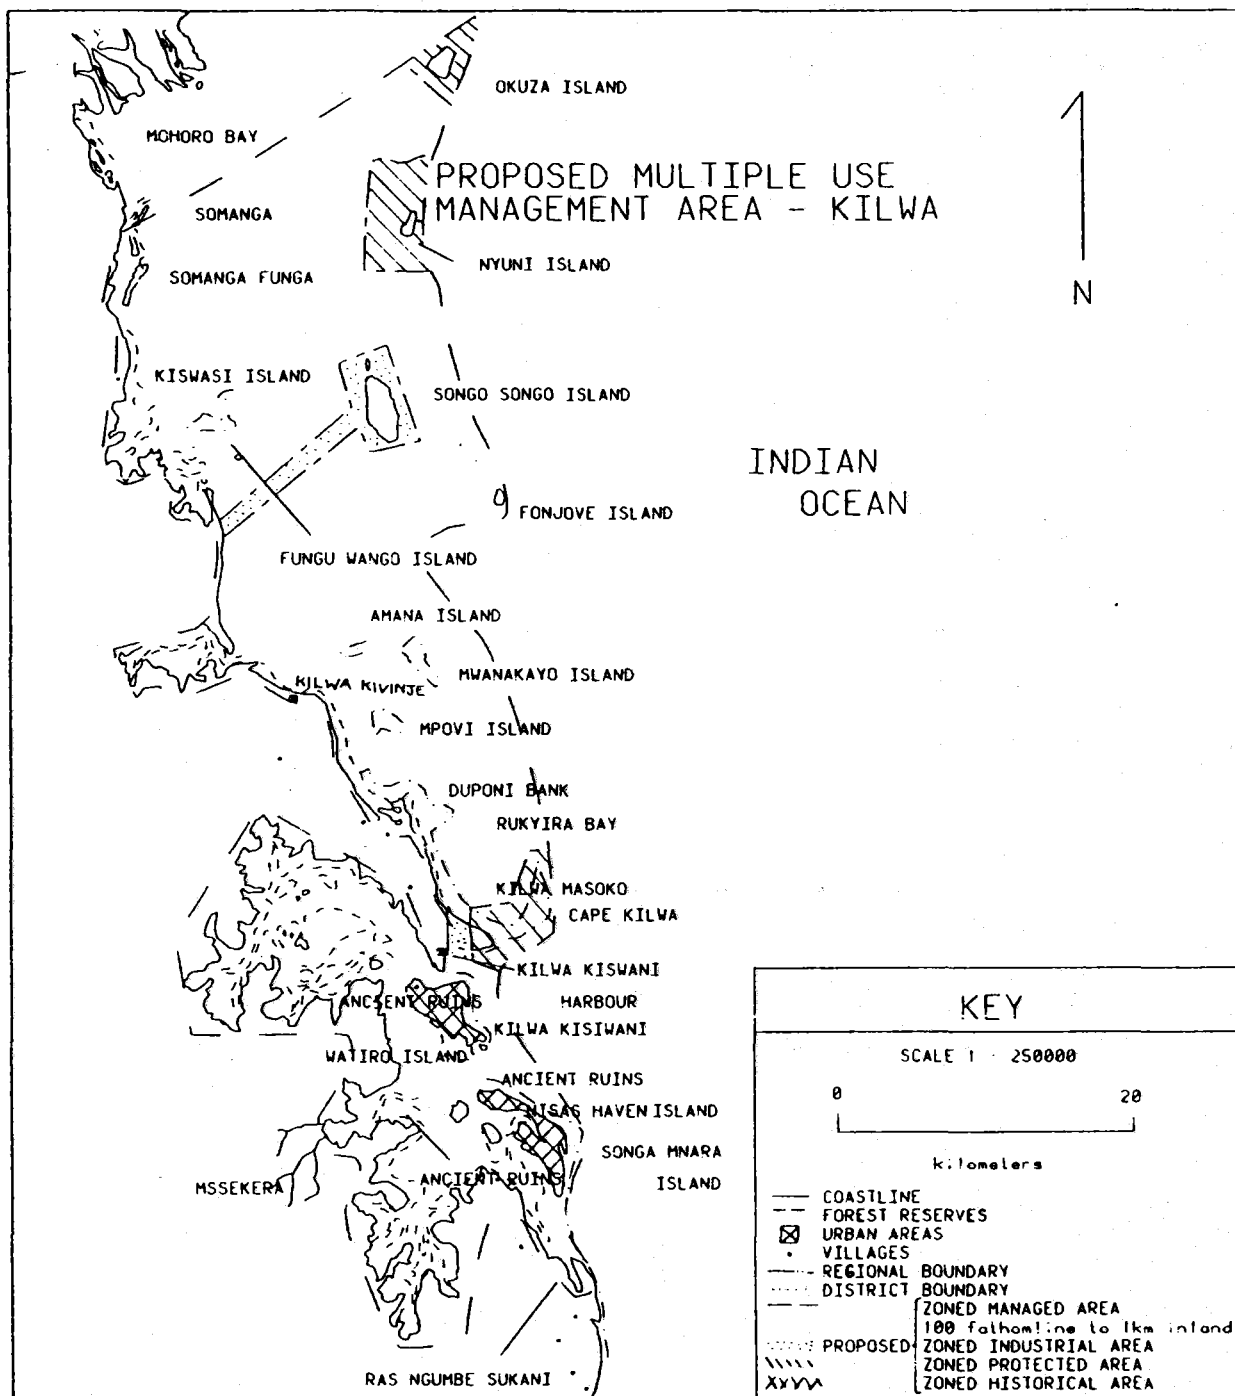 OKUZA ISLAND
MOHORO BAY
PROPOSED MULTIPLE USE
MANAGEMENT AREA - KILWA
SOMANGA
NYUNI ISLAND
SOMANGA FUNGA
N
KISWASI ISLAND
SONGO SONGO ISLAND
INDIAN
OCEAN
FONJOVE ISLAND
FUNGU WANGO ISLAND
AMANA ISLAND
MWANAKAYO ISLAND
KILWA KIVINJE
MPOVI ISLAND
DUPONI BANK
RUKYIRA BAY
KILWA MASOKO
CAPE KILWA
KILWA KISWANI
HARBOUR
ANCIENT RUINS
KILWA KISIWANI
WATIRO ISLAND
ANCIENT RUINS
HISAS HAVEN ISLAND
SONGA MNARA
ISLAND
ANCIENT RUINS
MSSEKERA
RAS NGUMBE SUKANI
KEY
SCALE 1 : 250000
0 20
kilometers
COASTLINE
FOREST RESERVES
URBAN AREAS
VILLAGES
REGIONAL BOUNDARY
DISTRICT BOUNDARY
ZONED MANAGED AREA
100 fathomline to 1km inland
PROPOSED ZONED INDUSTRIAL AREA
ZONED PROTECTED AREA
ZONED HISTORICAL AREA